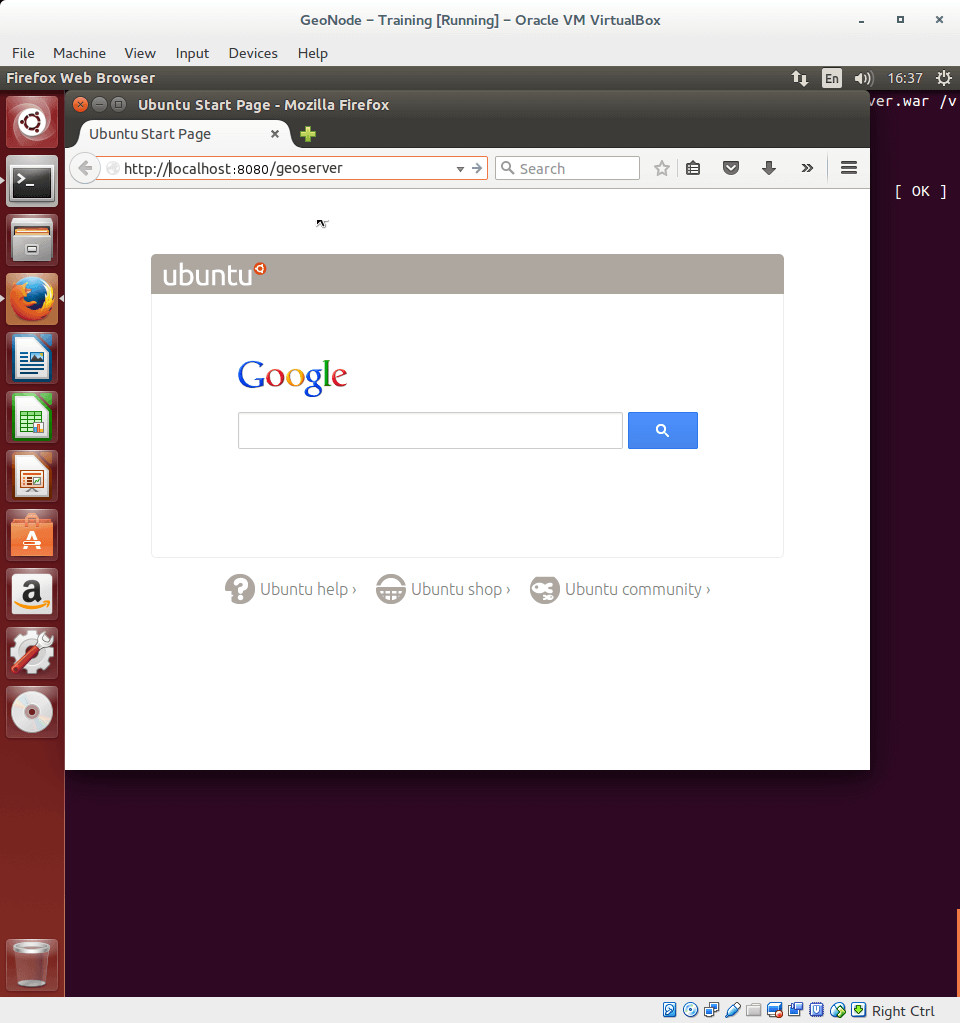 GeoNode – Training [Running] – Oracle VM VirtualBox
File Machine View Input Devices Help
Firefox Web Browser En 16:37
Ubuntu Start Page - Mozilla Firefox
ver.war /v
Ubuntu Start Page
http://localhost:8080/geoserver Search
[ OK ]
ubuntu
Google
Ubuntu help › Ubuntu shop › Ubuntu community ›
Right Ctrl